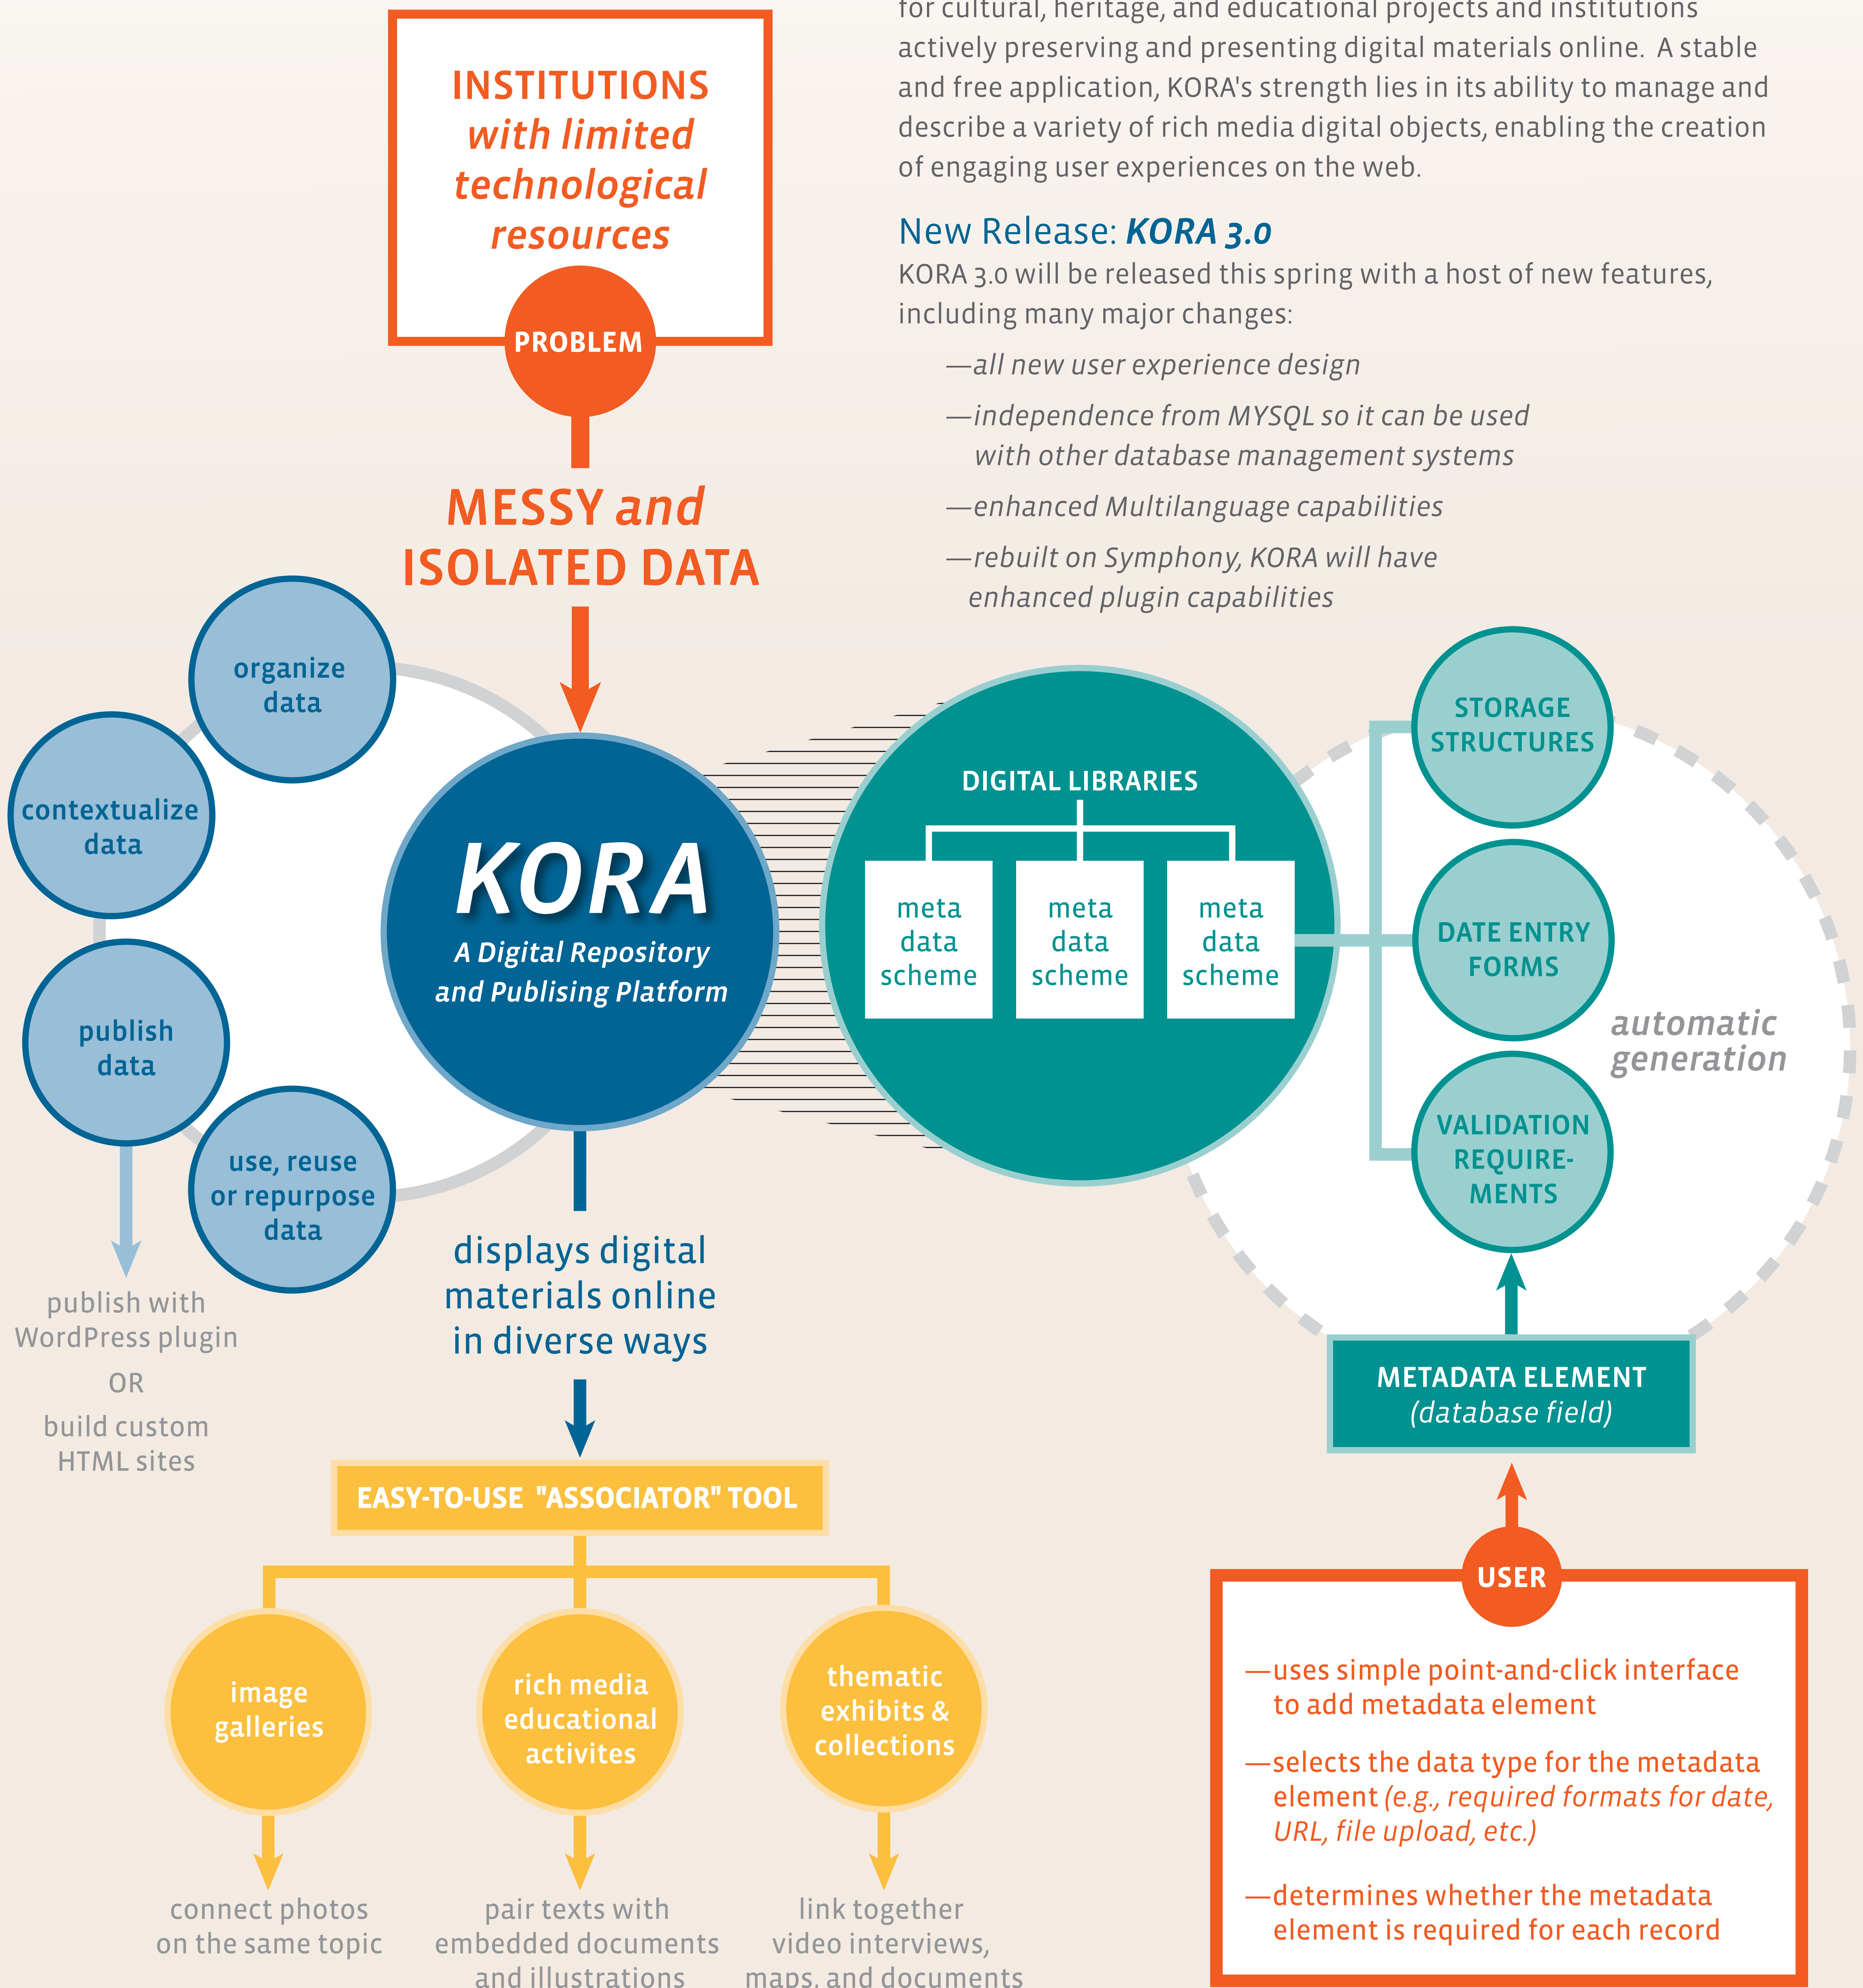 INSTITUTIONS
with limited
technological
resources
PROBLEM
MESSY and
ISOLATED DATA
for cultural, heritage, and educational projects and institutions
actively preserving and presenting digital materials online. A stable
and free application, KORA's strength lies in its ability to manage and
describe a variety of rich media digital objects, enabling the creation
of engaging user experiences on the web.
New Release: KORA 3.0
KORA 3.0 will be released this spring with a host of new features,
including many major changes:
—all new user experience design
—independence from MYSQL so it can be used
with other database management systems
—enhanced Multilanguage capabilities
—rebuilt on Symphony, KORA will have
enhanced plugin capabilities
organize
data
contextualize
data
publish
data
use, reuse
or repurpose
data
publish with
WordPress plugin
OR
build custom
HTML sites
KORA
A Digital Repository
and Publising Platform
displays digital
materials online
in diverse ways
EASY-TO-USE "ASSOCIATOR" TOOL
image
galleries
rich media
educational
activites
thematic
exhibits &
collections
connect photos
on the same topic
pair texts with
embedded documents
and illustrations
link together
video interviews,
maps, and documents
DIGITAL LIBRARIES
meta
data
scheme
meta
data
scheme
meta
data
scheme
STORAGE
STRUCTURES
DATE ENTRY
FORMS
VALIDATION
REQUIRE-
MENTS
automatic
generation
METADATA ELEMENT
(database field)
USER
—uses simple point-and-click interface
to add metadata element
—selects the data type for the metadata
element (e.g., required formats for date,
URL, file upload, etc.)
—determines whether the metadata
element is required for each record